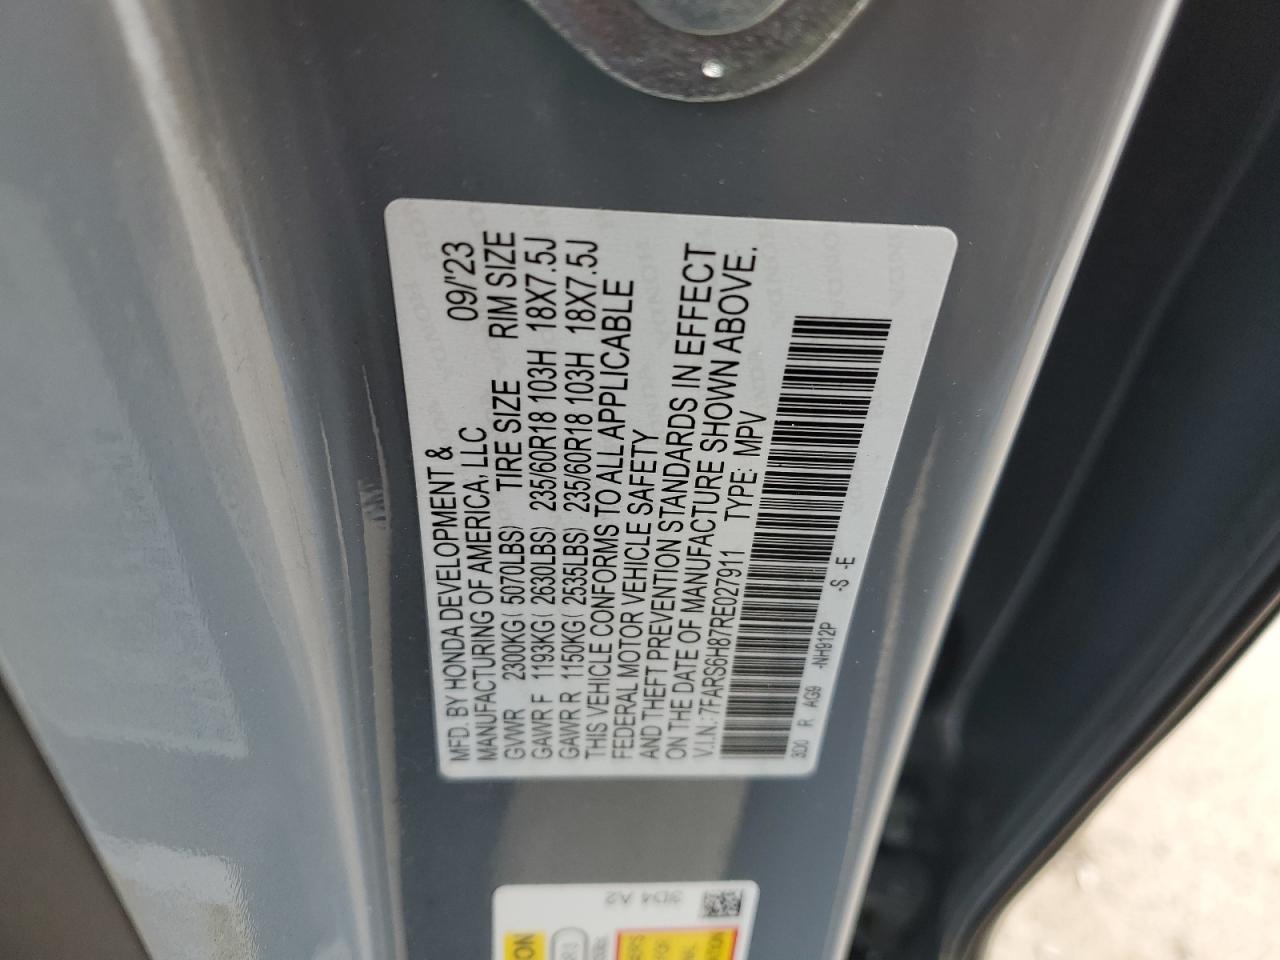 MFD. BY HONDA DEVELOPMENT & 09/'23
MANUFACTURING OF AMERICA, LLC
GVWR 2300KG( 5070LBS) TIRE SIZE RIM SIZE
GAWR F 1193KG( 2630LBS) 235/60R18 103H 18X7.5J
GAWR R 1150KG( 2535LBS) 235/60R18 103H 18X7.5J
THIS VEHICLE CONFORMS TO ALL APPLICABLE
FEDERAL MOTOR VEHICLE SAFETY
AND THEFT PREVENTION STANDARDS IN EFFECT
ON THE DATE OF MANUFACTURE SHOWN ABOVE.
V.I.N.: 7FARS6H87RE027911 TYPE: MPV
3D0 R AG9 -NH912P -S -E
3D4 A2